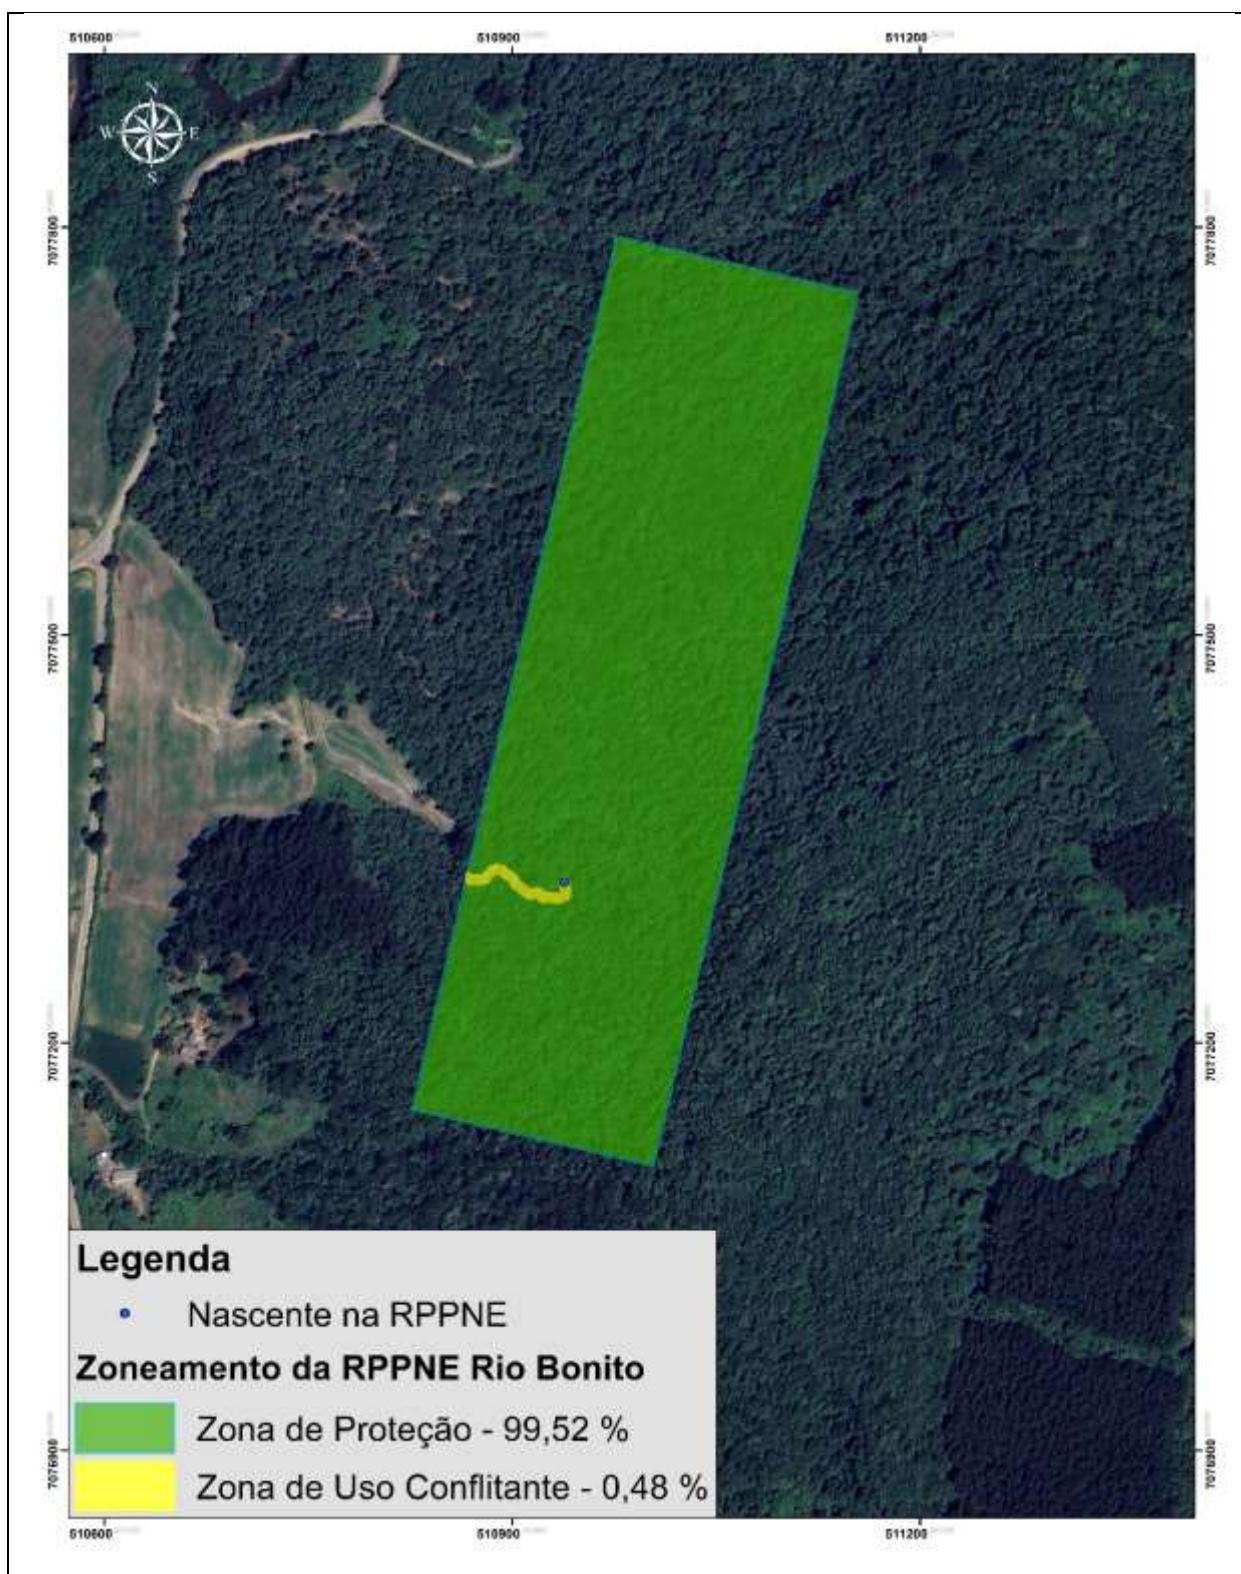 510600 510900 511200
N
W E
S
7077800 7077800
7077500 7077500
7077200 7077200
Legenda
Nascente na RPPNE
Zoneamento da RPPNE Rio Bonito
Zona de Proteção - 99,52 %
Zona de Uso Conflitante - 0,48 %
7076900 7076900
510600 510900 511200